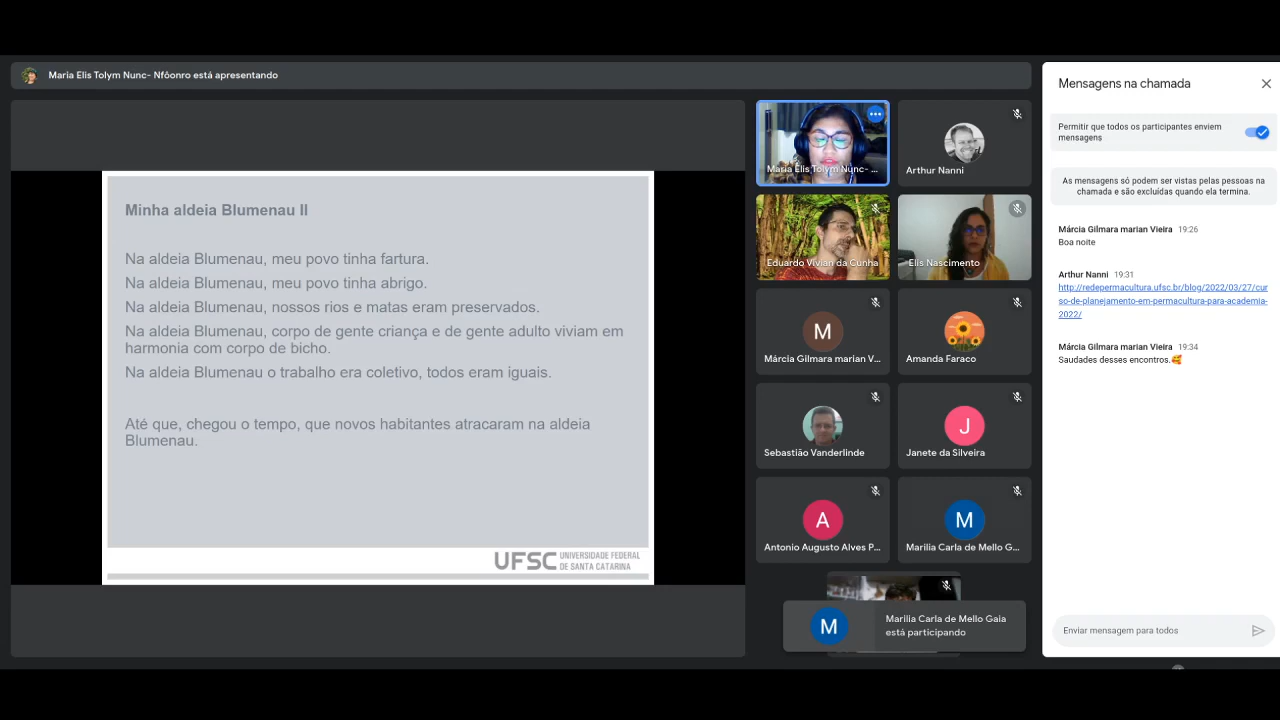 Maria Elis Tolym Nunc- Nfôonro está apresentando
Minha aldeia Blumenau II
Na aldeia Blumenau, meu povo tinha fartura.
Na aldeia Blumenau, meu povo tinha abrigo.
Na aldeia Blumenau, nossos rios e matas eram preservados.
Na aldeia Blumenau, corpo de gente criança e de gente adulto viviam em
harmonia com corpo de bicho.
Na aldeia Blumenau o trabalho era coletivo, todos eram iguais.
Até que, chegou o tempo, que novos habitantes atracaram na aldeia
Blumenau.
UFSC UNIVERSIDADE FEDERAL
DE SANTA CATARINA
Maria Elis Tolym Nunc- ...
Arthur Nanni
Eduardo Vivian da Cunha
Elis Nascimento
M
Márcia Gilmara marian V...
Amanda Faraco
Sebastião Vanderlinde
J
Janete da Silveira
A
Antonio Augusto Alves P...
M
Marilia Carla de Mello G...
M
Marilia Carla de Mello Gaia
está participando
Mensagens na chamada
Permitir que todos os participantes enviem
mensagens
As mensagens só podem ser vistas pelas pessoas na
chamada e são excluídas quando ela termina.
Márcia Gilmara marian Vieira 19:26
Boa noite
Arthur Nanni 19:31
http://redepermacultura.ufsc.br/blog/2022/03/27/cur
so-de-planejamento-em-permacultura-para-academia-
2022/
Márcia Gilmara marian Vieira 19:34
Saudades desses encontros.🥰
Enviar mensagem para todos